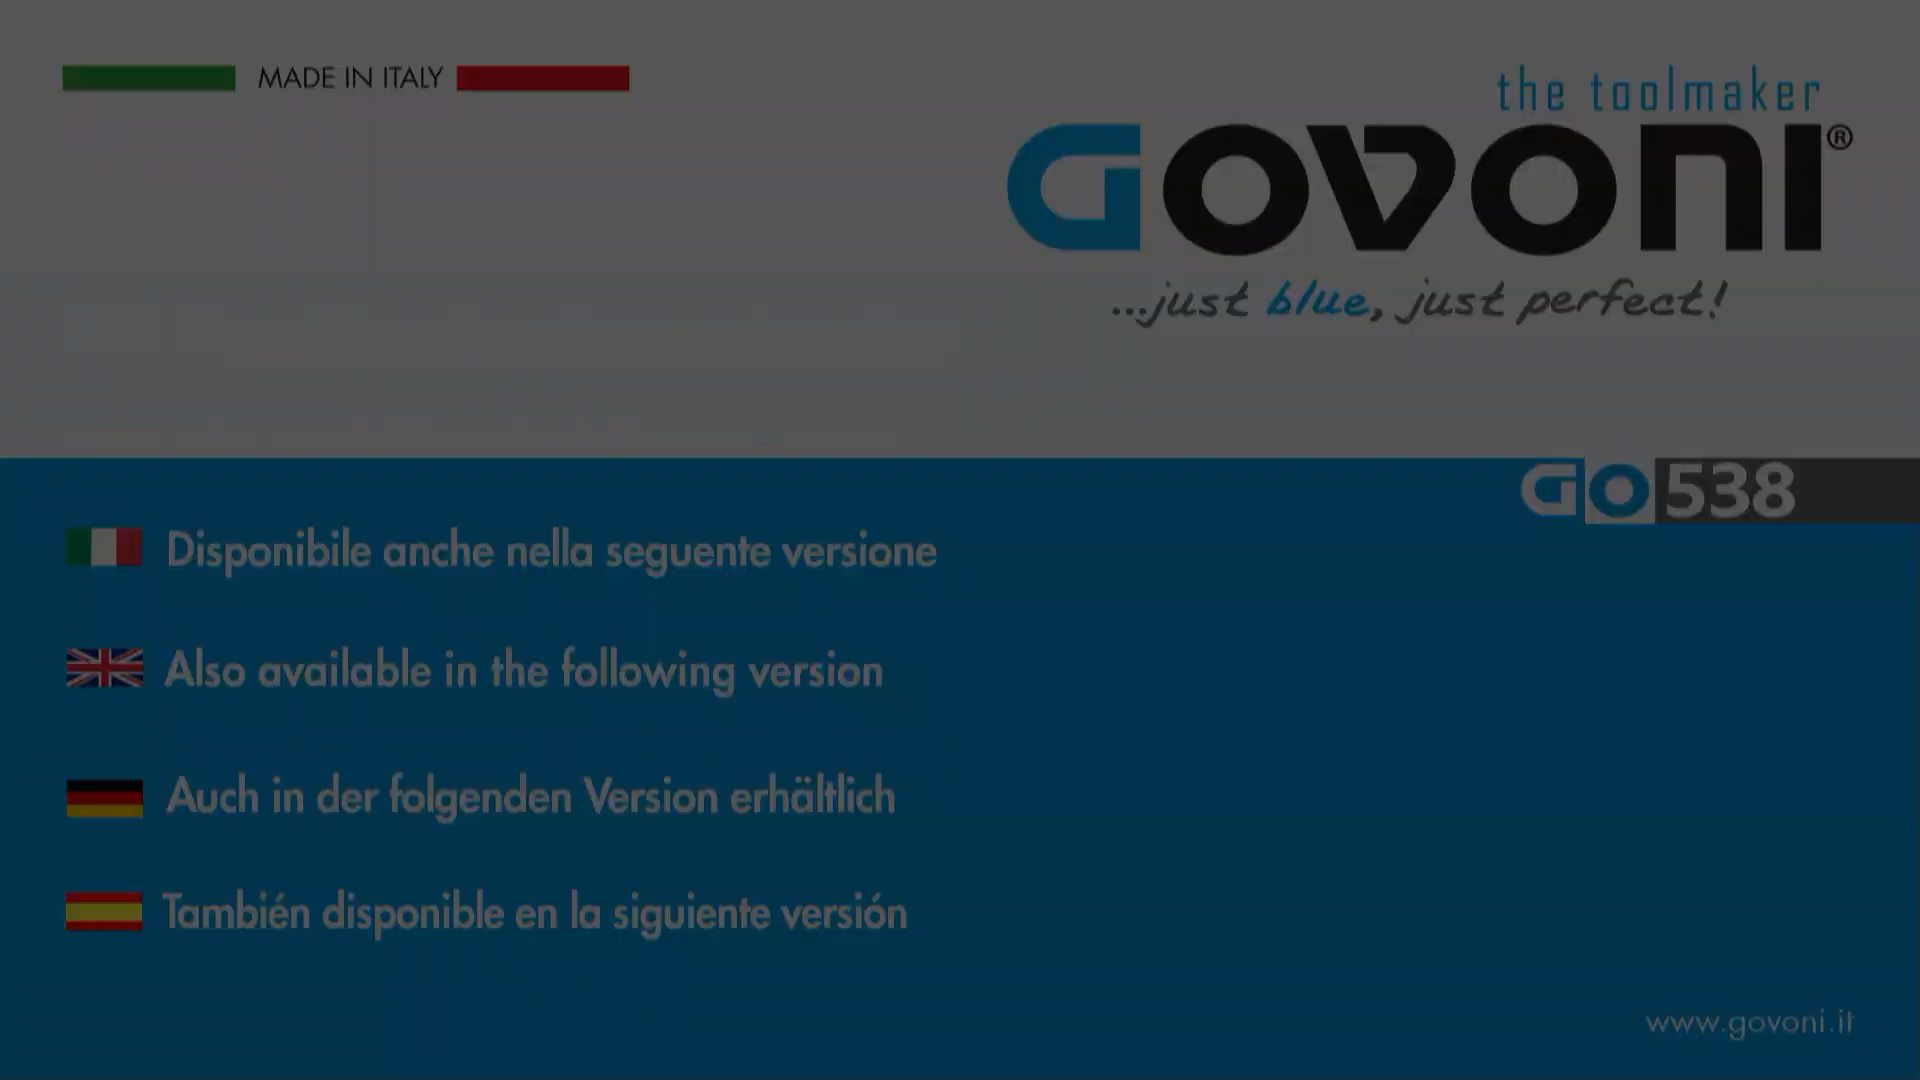 MADE IN ITALY
the toolmaker
GOVONI®
...just blue, just perfect!
GO538
Disponibile anche nella seguente versione
Also available in the following version
Auch in der folgenden Version erhältlich
También disponible en la siguiente versión
www.govoni.it